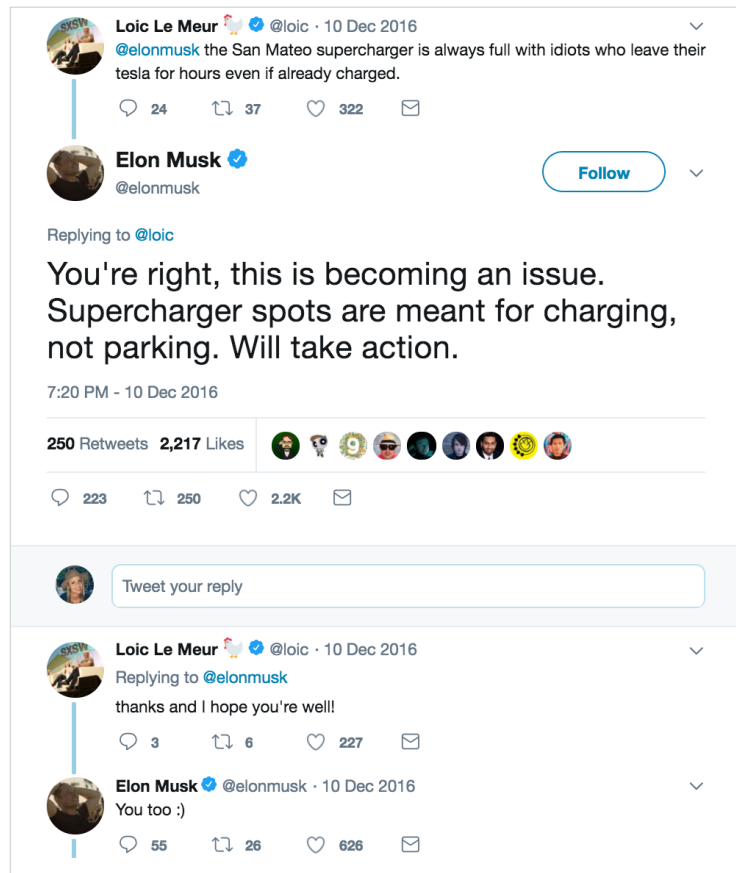 Loic Le Meur 🐔 @loic · 10 Dec 2016
@elonmusk the San Mateo supercharger is always full with idiots who leave their
tesla for hours even if already charged.
24 37 322
Elon Musk
@elonmusk
Follow
Replying to @loic
You're right, this is becoming an issue.
Supercharger spots are meant for charging,
not parking. Will take action.
7:20 PM - 10 Dec 2016
250 Retweets 2,217 Likes
223 250 2.2K
Tweet your reply
Loic Le Meur 🐔 @loic · 10 Dec 2016
Replying to @elonmusk
thanks and I hope you're well!
3 6 227
Elon Musk @elonmusk · 10 Dec 2016
You too :)
55 26 626